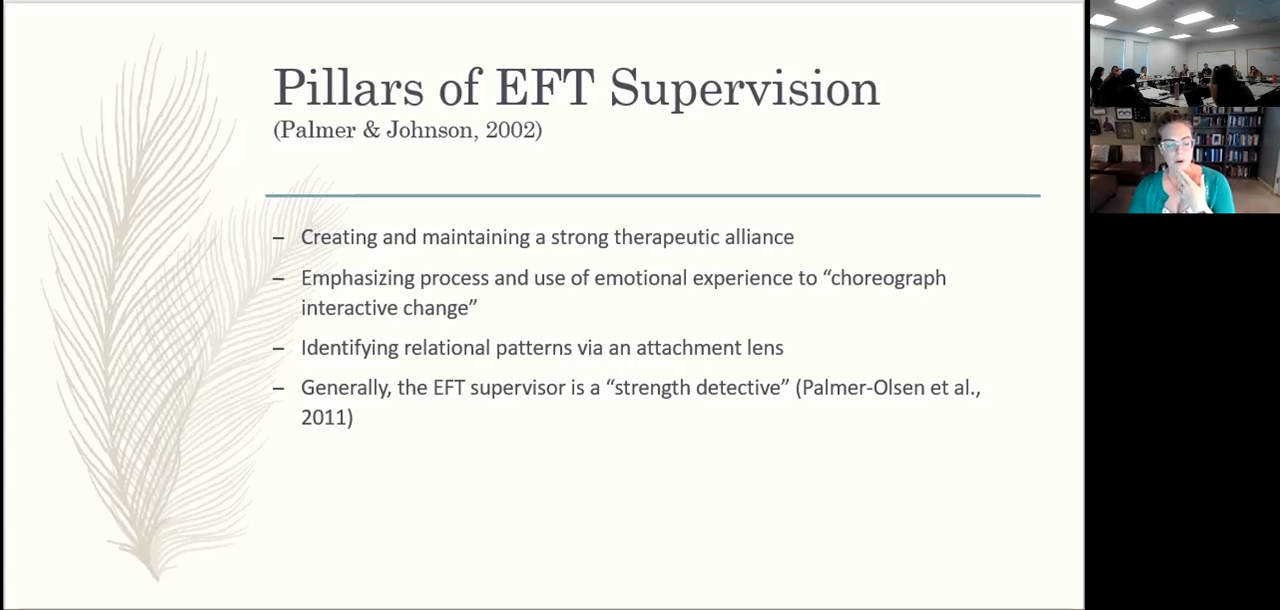 Pillars of EFT Supervision
(Palmer & Johnson, 2002)
– Creating and maintaining a strong therapeutic alliance
– Emphasizing process and use of emotional experience to “choreograph
interactive change”
– Identifying relational patterns via an attachment lens
– Generally, the EFT supervisor is a “strength detective” (Palmer-Olsen et al.,
2011)